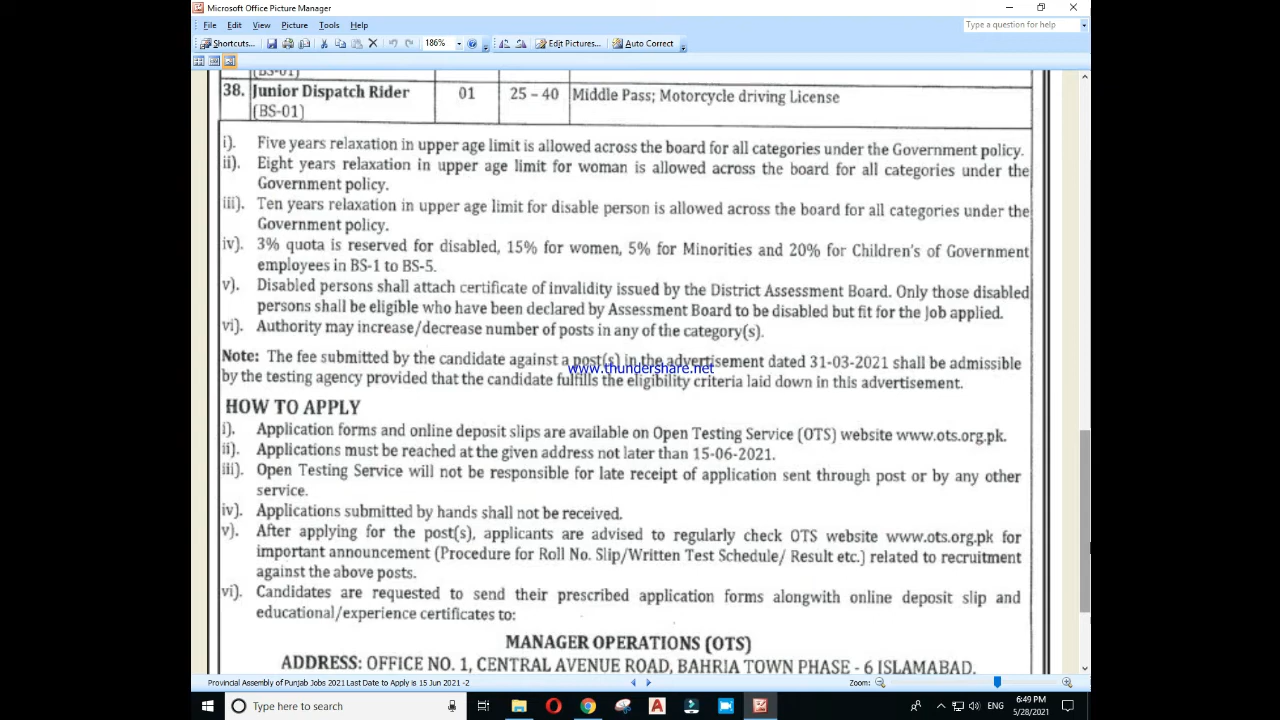 Microsoft Office Picture Manager
File Edit View Picture Tools Help
Type a question for help
Shortcuts...
186%
Edit Pictures...
Auto Correct
(BS-01)
38. Junior Dispatch Rider 01 25 – 40 Middle Pass; Motorcycle driving License
(BS-01)
i). Five years relaxation in upper age limit is allowed across the board for all categories under the Government policy.
ii). Eight years relaxation in upper age limit for woman is allowed across the board for all categories under the
Government policy.
iii). Ten years relaxation in upper age limit for disable person is allowed across the board for all categories under the
Government policy.
iv). 3% quota is reserved for disabled, 15% for women, 5% for Minorities and 20% for Children's of Government
employees in BS-1 to BS-5.
v). Disabled persons shall attach certificate of invalidity issued by the District Assessment Board. Only those disabled
persons shall be eligible who have been declared by Assessment Board to be disabled but fit for the Job applied.
vi). Authority may increase/decrease number of posts in any of the category(s).
Note: The fee submitted by the candidate against a post(s) in the advertisement dated 31-03-2021 shall be admissible
www.thundershare.net
by the testing agency provided that the candidate fulfills the eligibility criteria laid down in this advertisement.
HOW TO APPLY
i). Application forms and online deposit slips are available on Open Testing Service (OTS) website www.ots.org.pk.
ii). Applications must be reached at the given address not later than 15-06-2021.
iii). Open Testing Service will not be responsible for late receipt of application sent through post or by any other
service.
iv). Applications submitted by hands shall not be received.
v). After applying for the post(s), applicants are advised to regularly check OTS website www.ots.org.pk for
important announcement (Procedure for Roll No. Slip/Written Test Schedule/ Result etc.) related to recruitment
against the above posts.
vi). Candidates are requested to send their prescribed application forms alongwith online deposit slip and
educational/experience certificates to:
MANAGER OPERATIONS (OTS)
ADDRESS: OFFICE NO. 1, CENTRAL AVENUE ROAD, BAHRIA TOWN PHASE - 6 ISLAMABAD.
Provincial Assembly of Punjab Jobs 2021 Last Date to Apply is 15 Jun 2021 -2
Zoom:
Type here to search
ENG
6:49 PM
5/28/2021